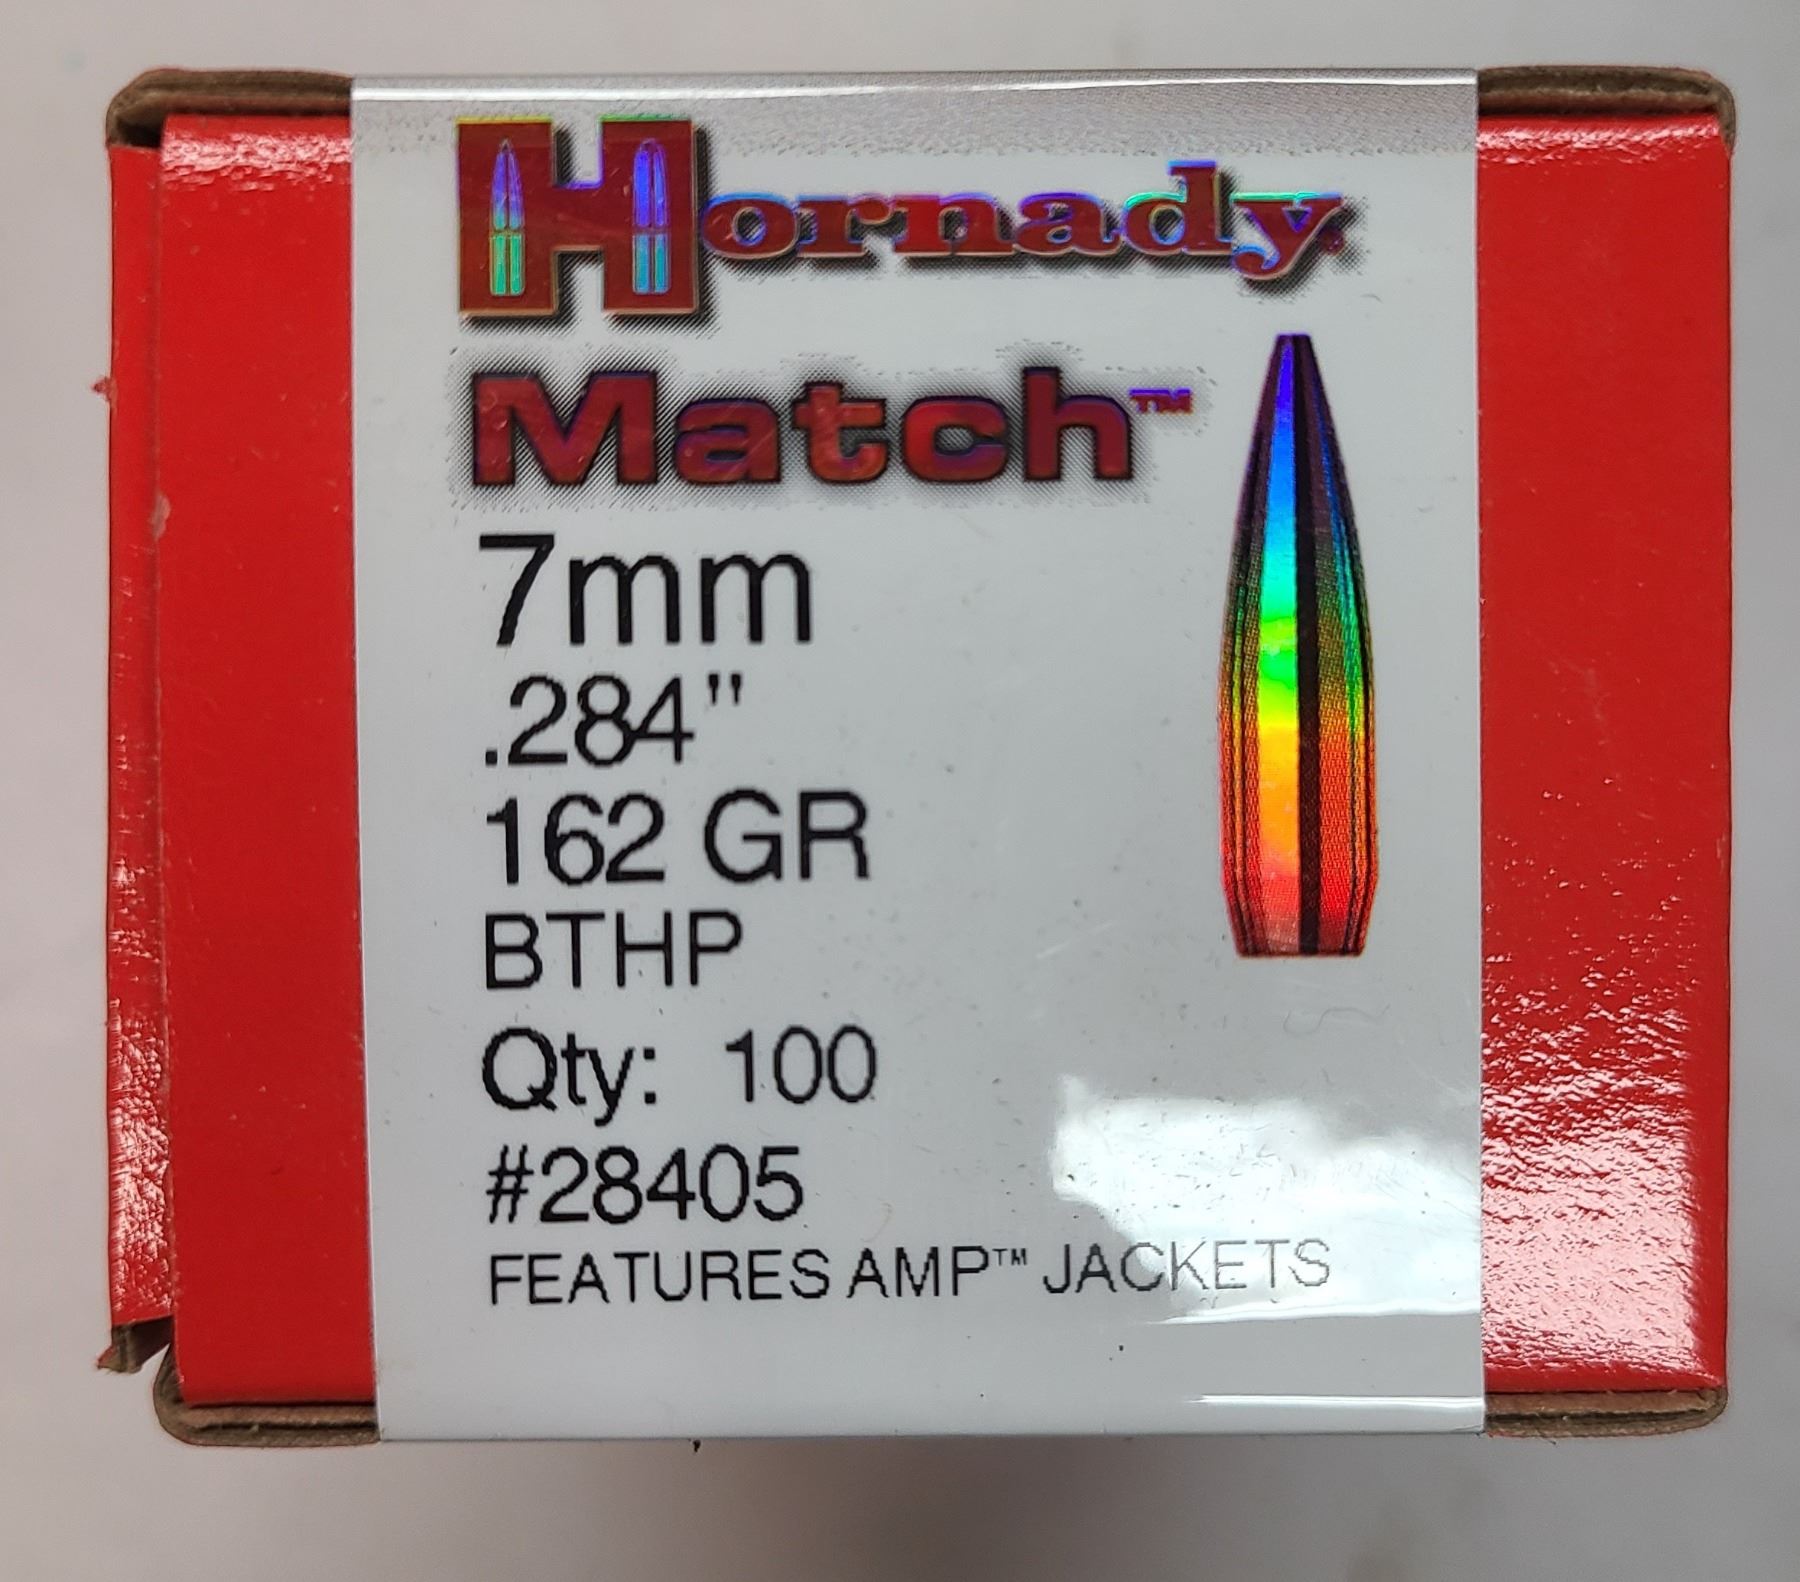 Hornady
Match™
7mm
.284"
162 GR
BTHP
Qty: 100
#28405
FEATURES AMP™ JACKETS